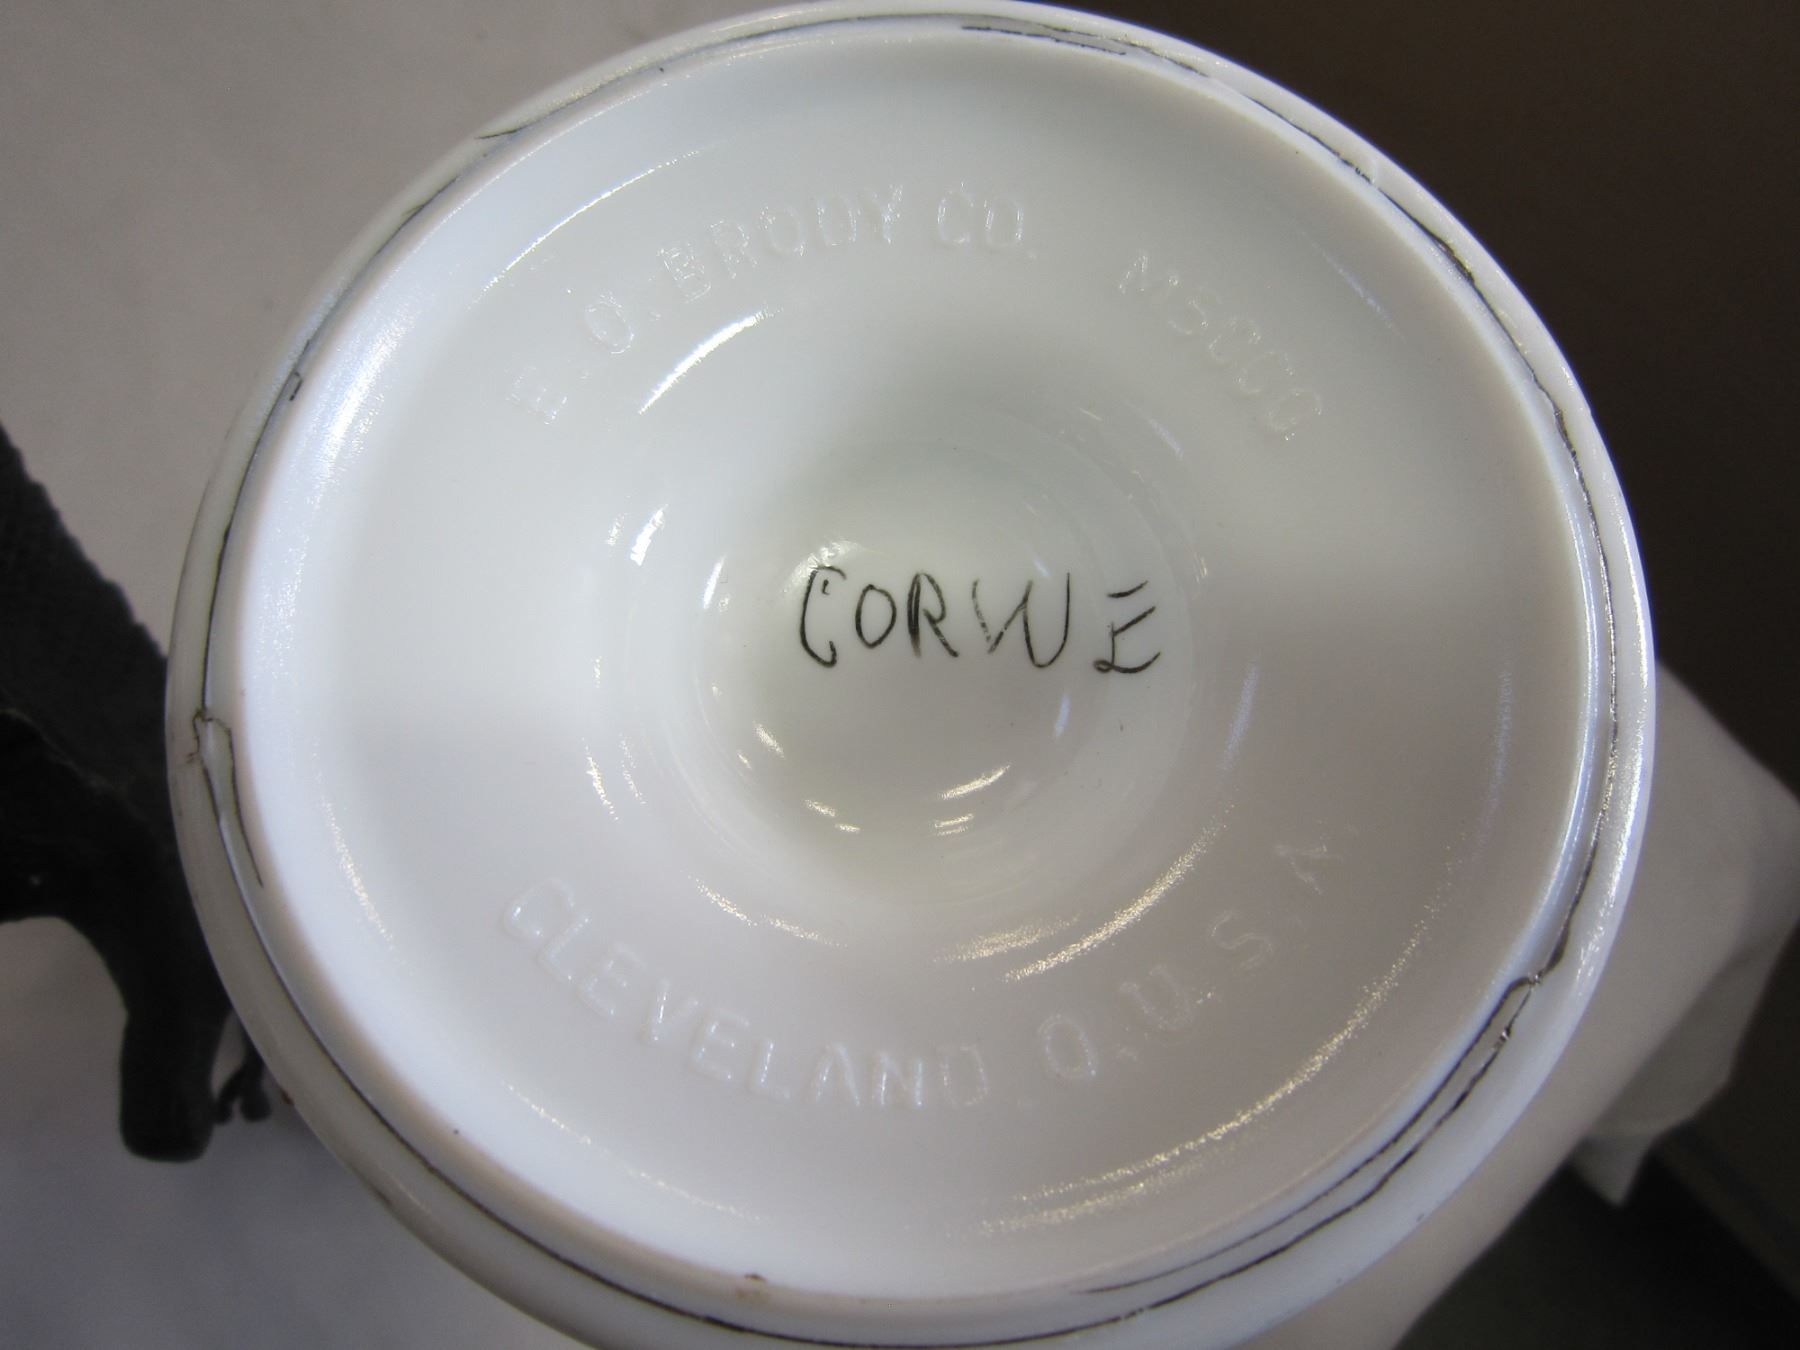 E. O. BRODY CO. M5000
CORWE
CLEVELAND. O. U.S.A